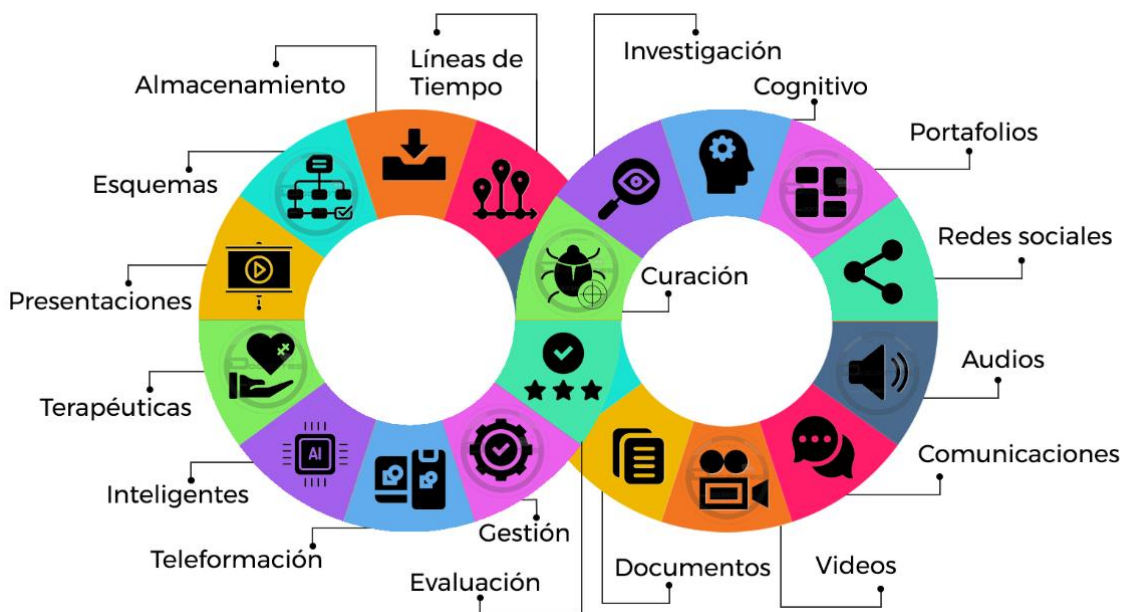 Líneas de
Tiempo
Investigación
Almacenamiento
Cognitivo
Portafolios
Esquemas
Redes sociales
Presentaciones
Curación
Audios
Terapéuticas
Comunicaciones
AI
Inteligentes
Gestión
Teleformación
Documentos
Videos
Evaluación